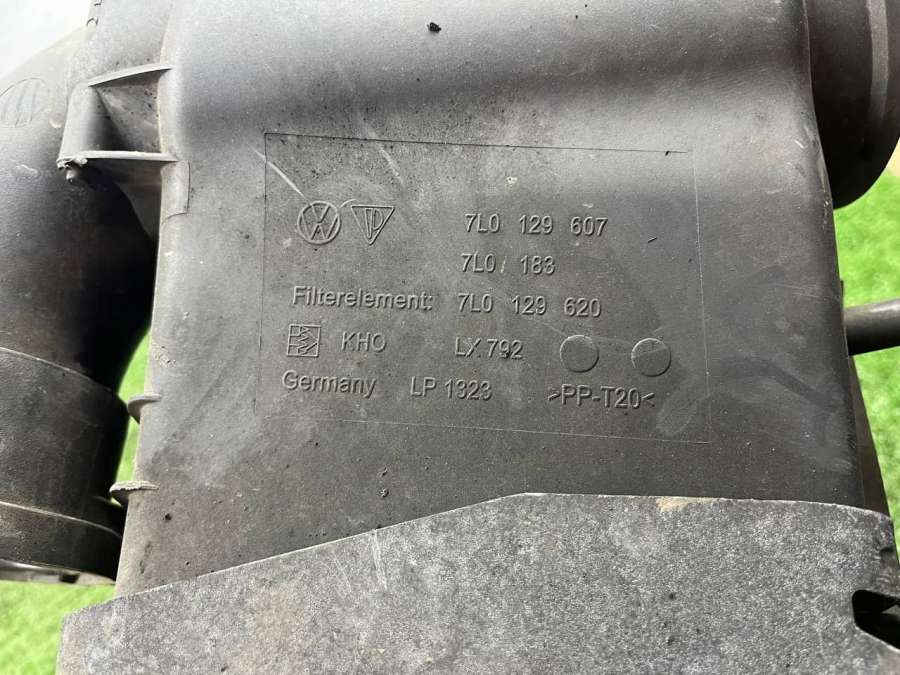 7L0 129 607
7L0 183
Filterelement: 7L0 129 620
KHO LX 792
Germany LP 1323 >PP-T20<